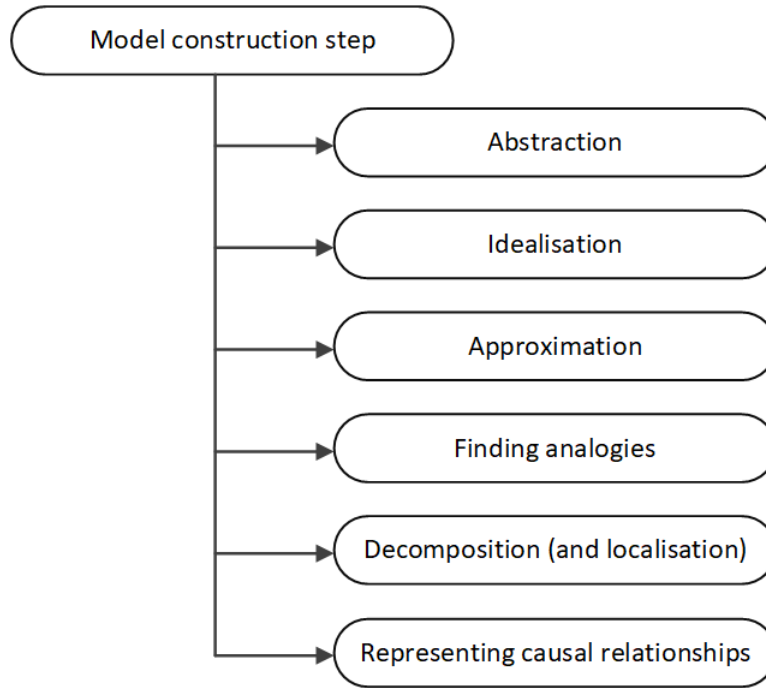 Model construction step
Abstraction
Idealisation
Approximation
Finding analogies
Decomposition (and localisation)
Representing causal relationships